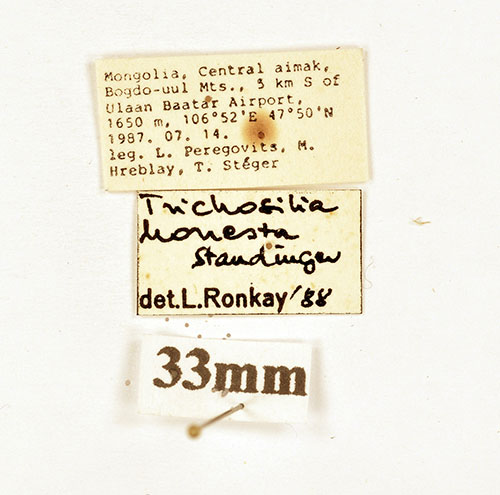 Mongolia, Central aimak,
Bogdo-uul Mts., 3 km S of
Ulaan Baatar Airport,
1650 m, 106°52'E 47°50'N
1987. 07. 14.
leg. L. Peregovits, M.
Hreblay, T. Stéger
Trichosilia
honesta
Staudinger
det.L.Ronkay/'88
33mm